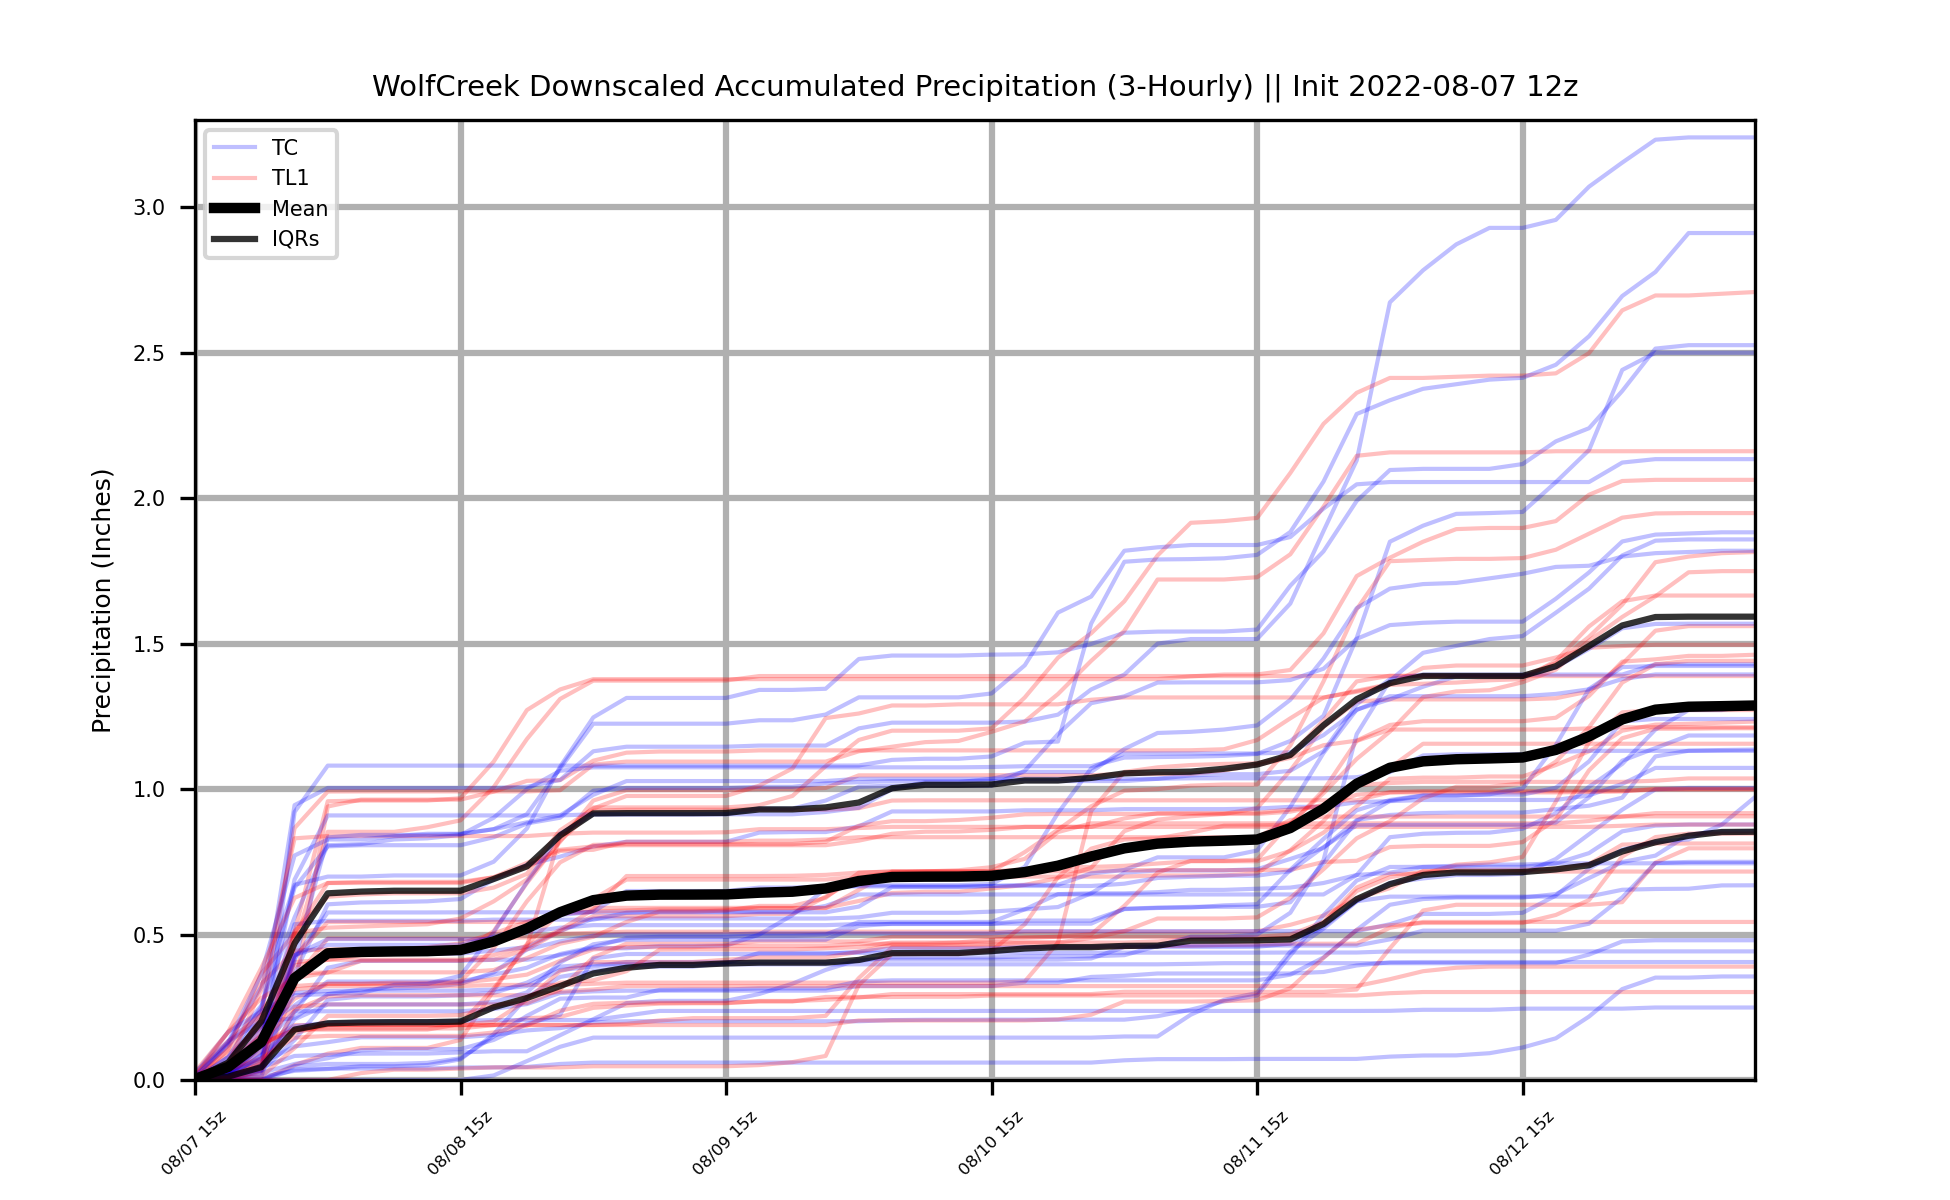 WolfCreek Downscaled Accumulated Precipitation (3-Hourly) || Init 2022-08-07 12z
TC
TL1
Mean
IQRs
Precipitation (Inches)
3.0
2.5
2.0
1.5
1.0
0.5
0.0
08/07 15z
08/08 15z
08/09 15z
08/10 15z
08/11 15z
08/12 15z